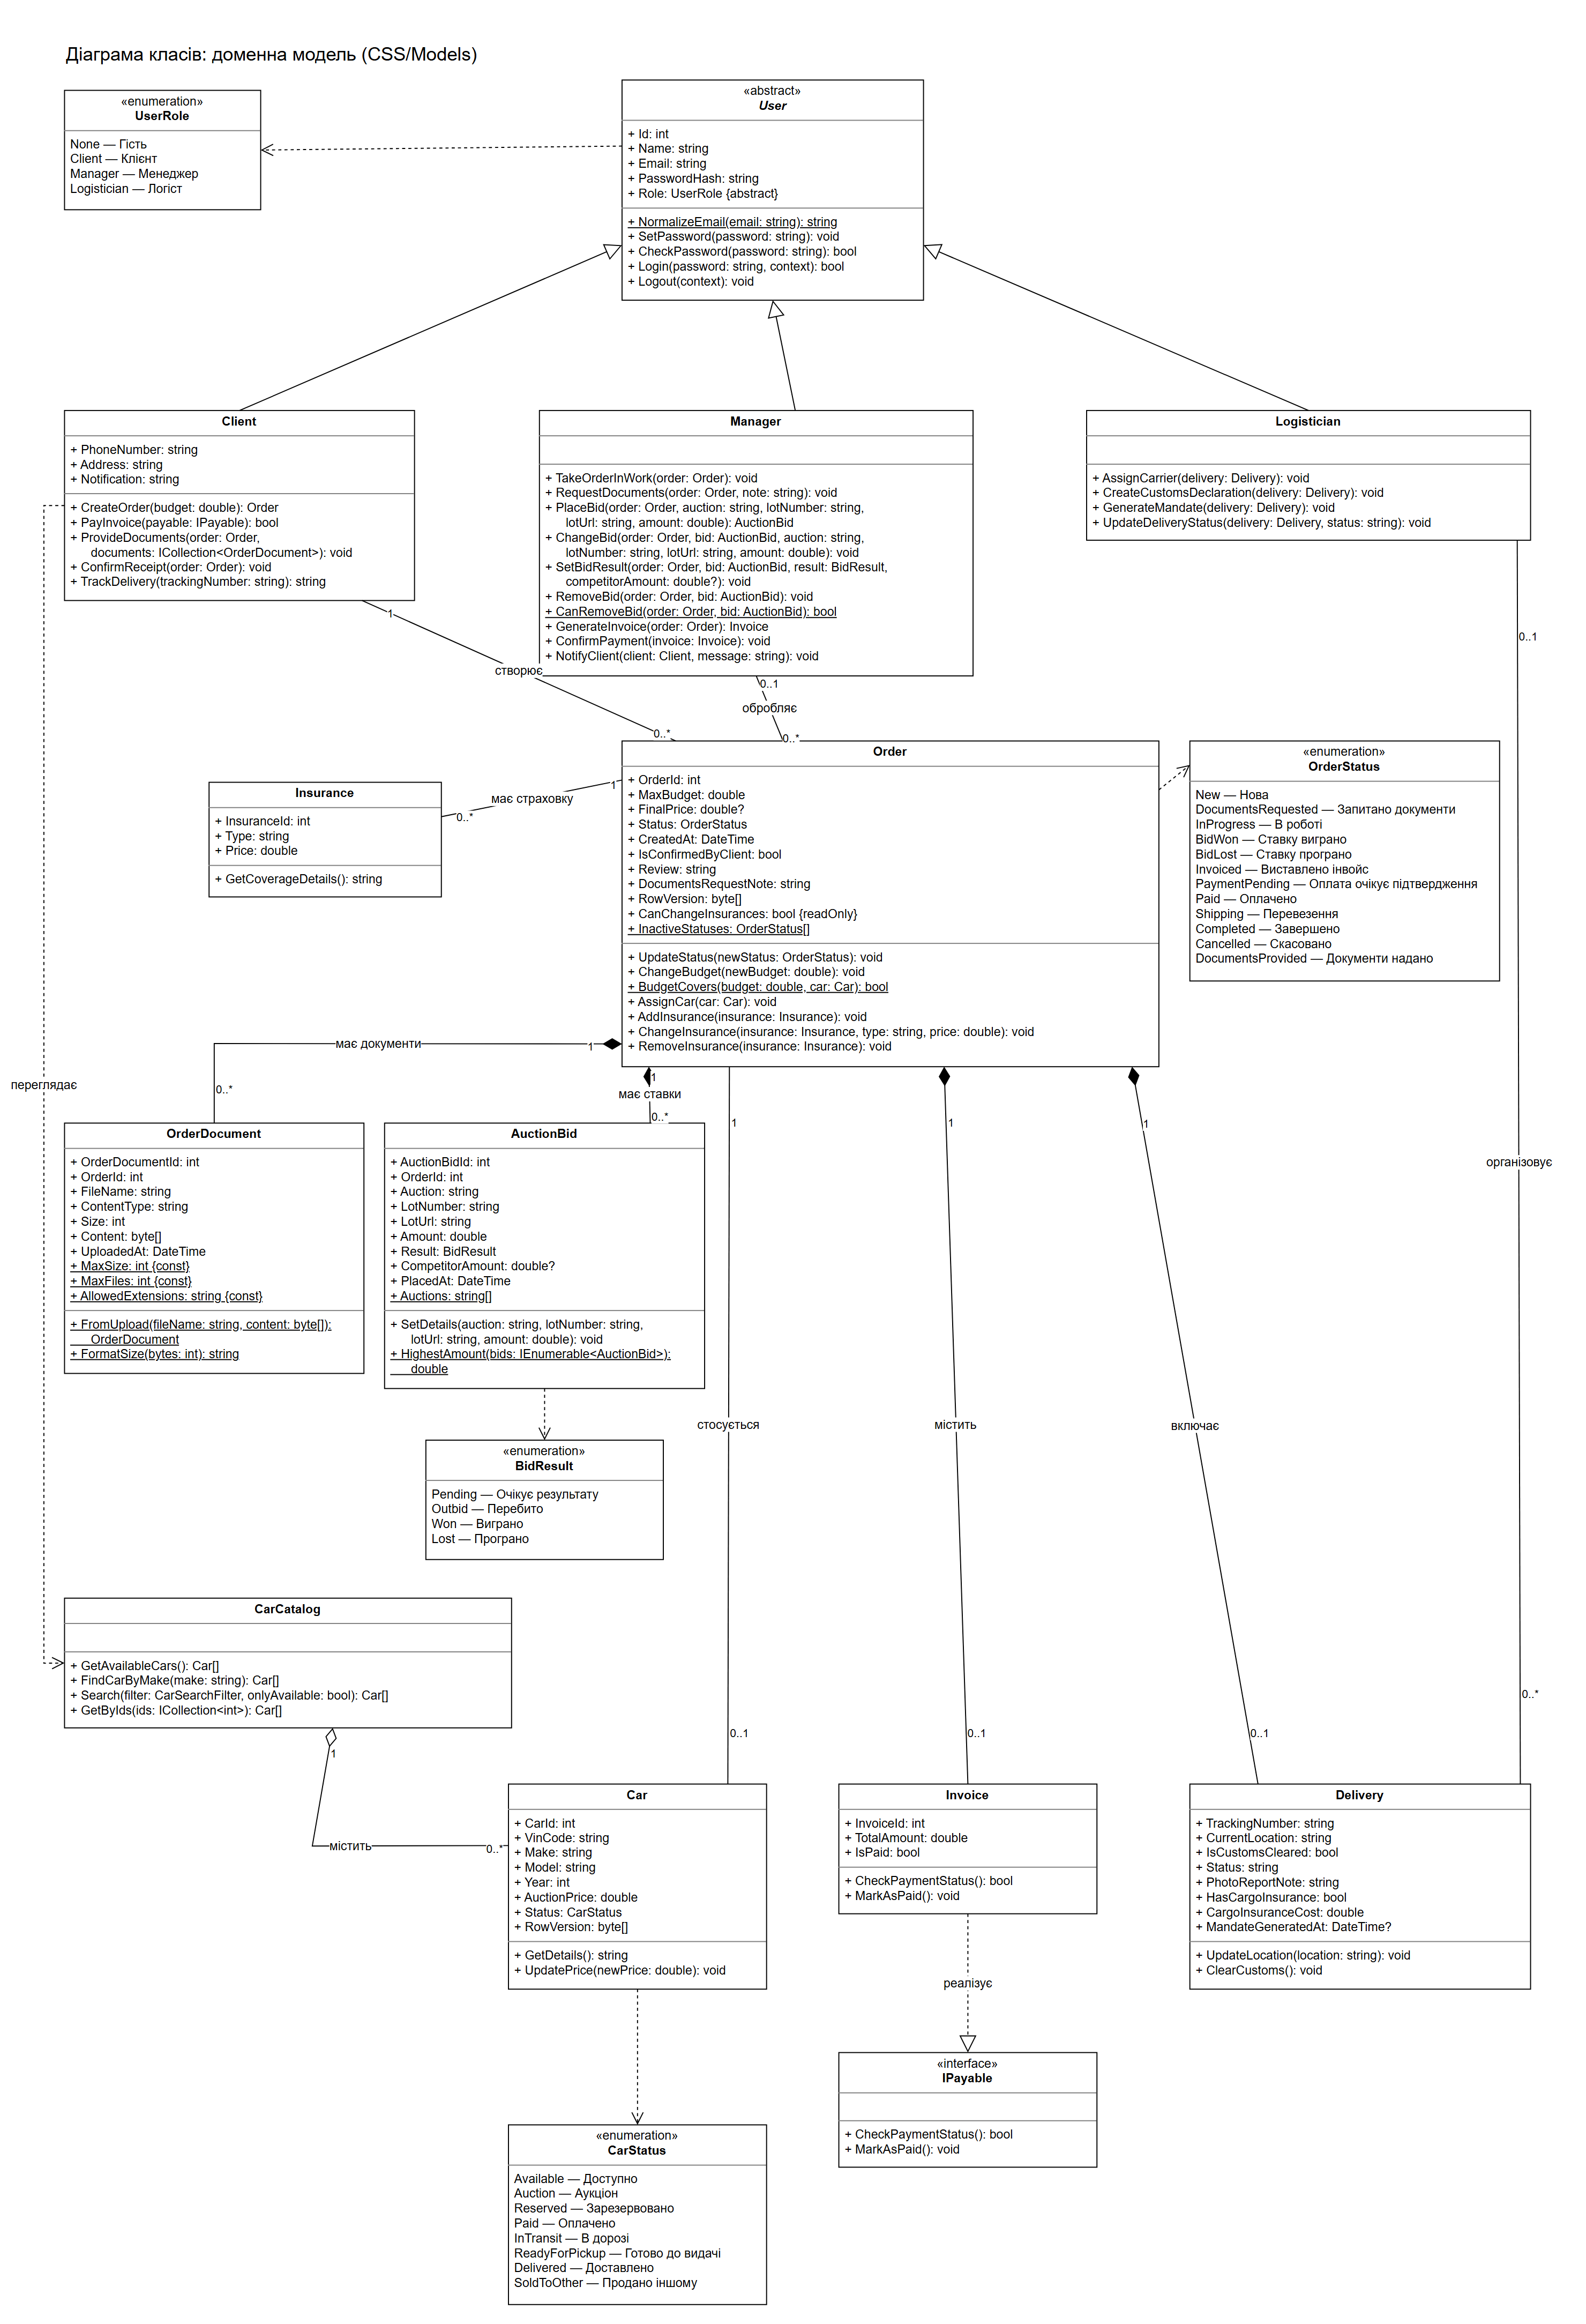 Діаграма класів: доменна модель (CSS/Models)
«enumeration»
UserRole
None — Гість
Client — Клієнт
Manager — Менеджер
Logistician — Логіст
«abstract»
User
+ Id: int
+ Name: string
+ Email: string
+ PasswordHash: string
+ Role: UserRole {abstract}
+ NormalizeEmail(email: string): string
+ SetPassword(password: string): void
+ CheckPassword(password: string): bool
+ Login(password: string, context): bool
+ Logout(context): void
Client
+ PhoneNumber: string
+ Address: string
+ Notification: string
+ CreateOrder(budget: double): Order
+ PayInvoice(payable: IPayable): bool
+ ProvideDocuments(order: Order,
documents: ICollection<OrderDocument>): void
+ ConfirmReceipt(order: Order): void
+ TrackDelivery(trackingNumber: string): string
Manager
+ TakeOrderInWork(order: Order): void
+ RequestDocuments(order: Order, note: string): void
+ PlaceBid(order: Order, auction: string, lotNumber: string,
lotUrl: string, amount: double): AuctionBid
+ ChangeBid(order: Order, bid: AuctionBid, auction: string,
lotNumber: string, lotUrl: string, amount: double): void
+ SetBidResult(order: Order, bid: AuctionBid, result: BidResult,
competitorAmount: double?): void
+ RemoveBid(order: Order, bid: AuctionBid): void
+ CanRemoveBid(order: Order, bid: AuctionBid): bool
+ GenerateInvoice(order: Order): Invoice
+ ConfirmPayment(invoice: Invoice): void
+ NotifyClient(client: Client, message: string): void
Logistician
+ AssignCarrier(delivery: Delivery): void
+ CreateCustomsDeclaration(delivery: Delivery): void
+ GenerateMandate(delivery: Delivery): void
+ UpdateDeliveryStatus(delivery: Delivery, status: string): void
1
створює
0..*
0..1
обробляє
0..*
0..1
Insurance
+ InsuranceId: int
+ Type: string
+ Price: double
+ GetCoverageDetails(): string
1
має страховку
0..*
Order
+ OrderId: int
+ MaxBudget: double
+ FinalPrice: double?
+ Status: OrderStatus
+ CreatedAt: DateTime
+ IsConfirmedByClient: bool
+ Review: string
+ DocumentsRequestNote: string
+ RowVersion: byte[]
+ CanChangeInsurances: bool {readOnly}
+ InactiveStatuses: OrderStatus[]
+ UpdateStatus(newStatus: OrderStatus): void
+ ChangeBudget(newBudget: double): void
+ BudgetCovers(budget: double, car: Car): bool
+ AssignCar(car: Car): void
+ AddInsurance(insurance: Insurance): void
+ ChangeInsurance(insurance: Insurance, type: string, price: double): void
+ RemoveInsurance(insurance: Insurance): void
«enumeration»
OrderStatus
New — Нова
DocumentsRequested — Запитано документи
InProgress — В роботі
BidWon — Ставку виграно
BidLost — Ставку програно
Invoiced — Виставлено інвойс
PaymentPending — Оплата очікує підтвердження
Paid — Оплачено
Shipping — Перевезення
Completed — Завершено
Cancelled — Скасовано
DocumentsProvided — Документи надано
має документи
1
0..*
1
має ставки
0..*
1
1
1
переглядає
організовує
OrderDocument
+ OrderDocumentId: int
+ OrderId: int
+ FileName: string
+ ContentType: string
+ Size: int
+ Content: byte[]
+ UploadedAt: DateTime
+ MaxSize: int {const}
+ MaxFiles: int {const}
+ AllowedExtensions: string {const}
+ FromUpload(fileName: string, content: byte[]):
OrderDocument
+ FormatSize(bytes: int): string
AuctionBid
+ AuctionBidId: int
+ OrderId: int
+ Auction: string
+ LotNumber: string
+ LotUrl: string
+ Amount: double
+ Result: BidResult
+ CompetitorAmount: double?
+ PlacedAt: DateTime
+ Auctions: string[]
+ SetDetails(auction: string, lotNumber: string,
lotUrl: string, amount: double): void
+ HighestAmount(bids: IEnumerable<AuctionBid>):
double
стосується
містить
включає
«enumeration»
BidResult
Pending — Очікує результату
Outbid — Перебито
Won — Виграно
Lost — Програно
CarCatalog
+ GetAvailableCars(): Car[]
+ FindCarByMake(make: string): Car[]
+ Search(filter: CarSearchFilter, onlyAvailable: bool): Car[]
+ GetByIds(ids: ICollection<int>): Car[]
1
містить
0..*
0..1
0..1
0..1
0..*
Car
+ CarId: int
+ VinCode: string
+ Make: string
+ Model: string
+ Year: int
+ AuctionPrice: double
+ Status: CarStatus
+ RowVersion: byte[]
+ GetDetails(): string
+ UpdatePrice(newPrice: double): void
Invoice
+ InvoiceId: int
+ TotalAmount: double
+ IsPaid: bool
+ CheckPaymentStatus(): bool
+ MarkAsPaid(): void
Delivery
+ TrackingNumber: string
+ CurrentLocation: string
+ IsCustomsCleared: bool
+ Status: string
+ PhotoReportNote: string
+ HasCargoInsurance: bool
+ CargoInsuranceCost: double
+ MandateGeneratedAt: DateTime?
+ UpdateLocation(location: string): void
+ ClearCustoms(): void
реалізує
«interface»
IPayable
+ CheckPaymentStatus(): bool
+ MarkAsPaid(): void
«enumeration»
CarStatus
Available — Доступно
Auction — Аукціон
Reserved — Зарезервовано
Paid — Оплачено
InTransit — В дорозі
ReadyForPickup — Готово до видачі
Delivered — Доставлено
SoldToOther — Продано іншому